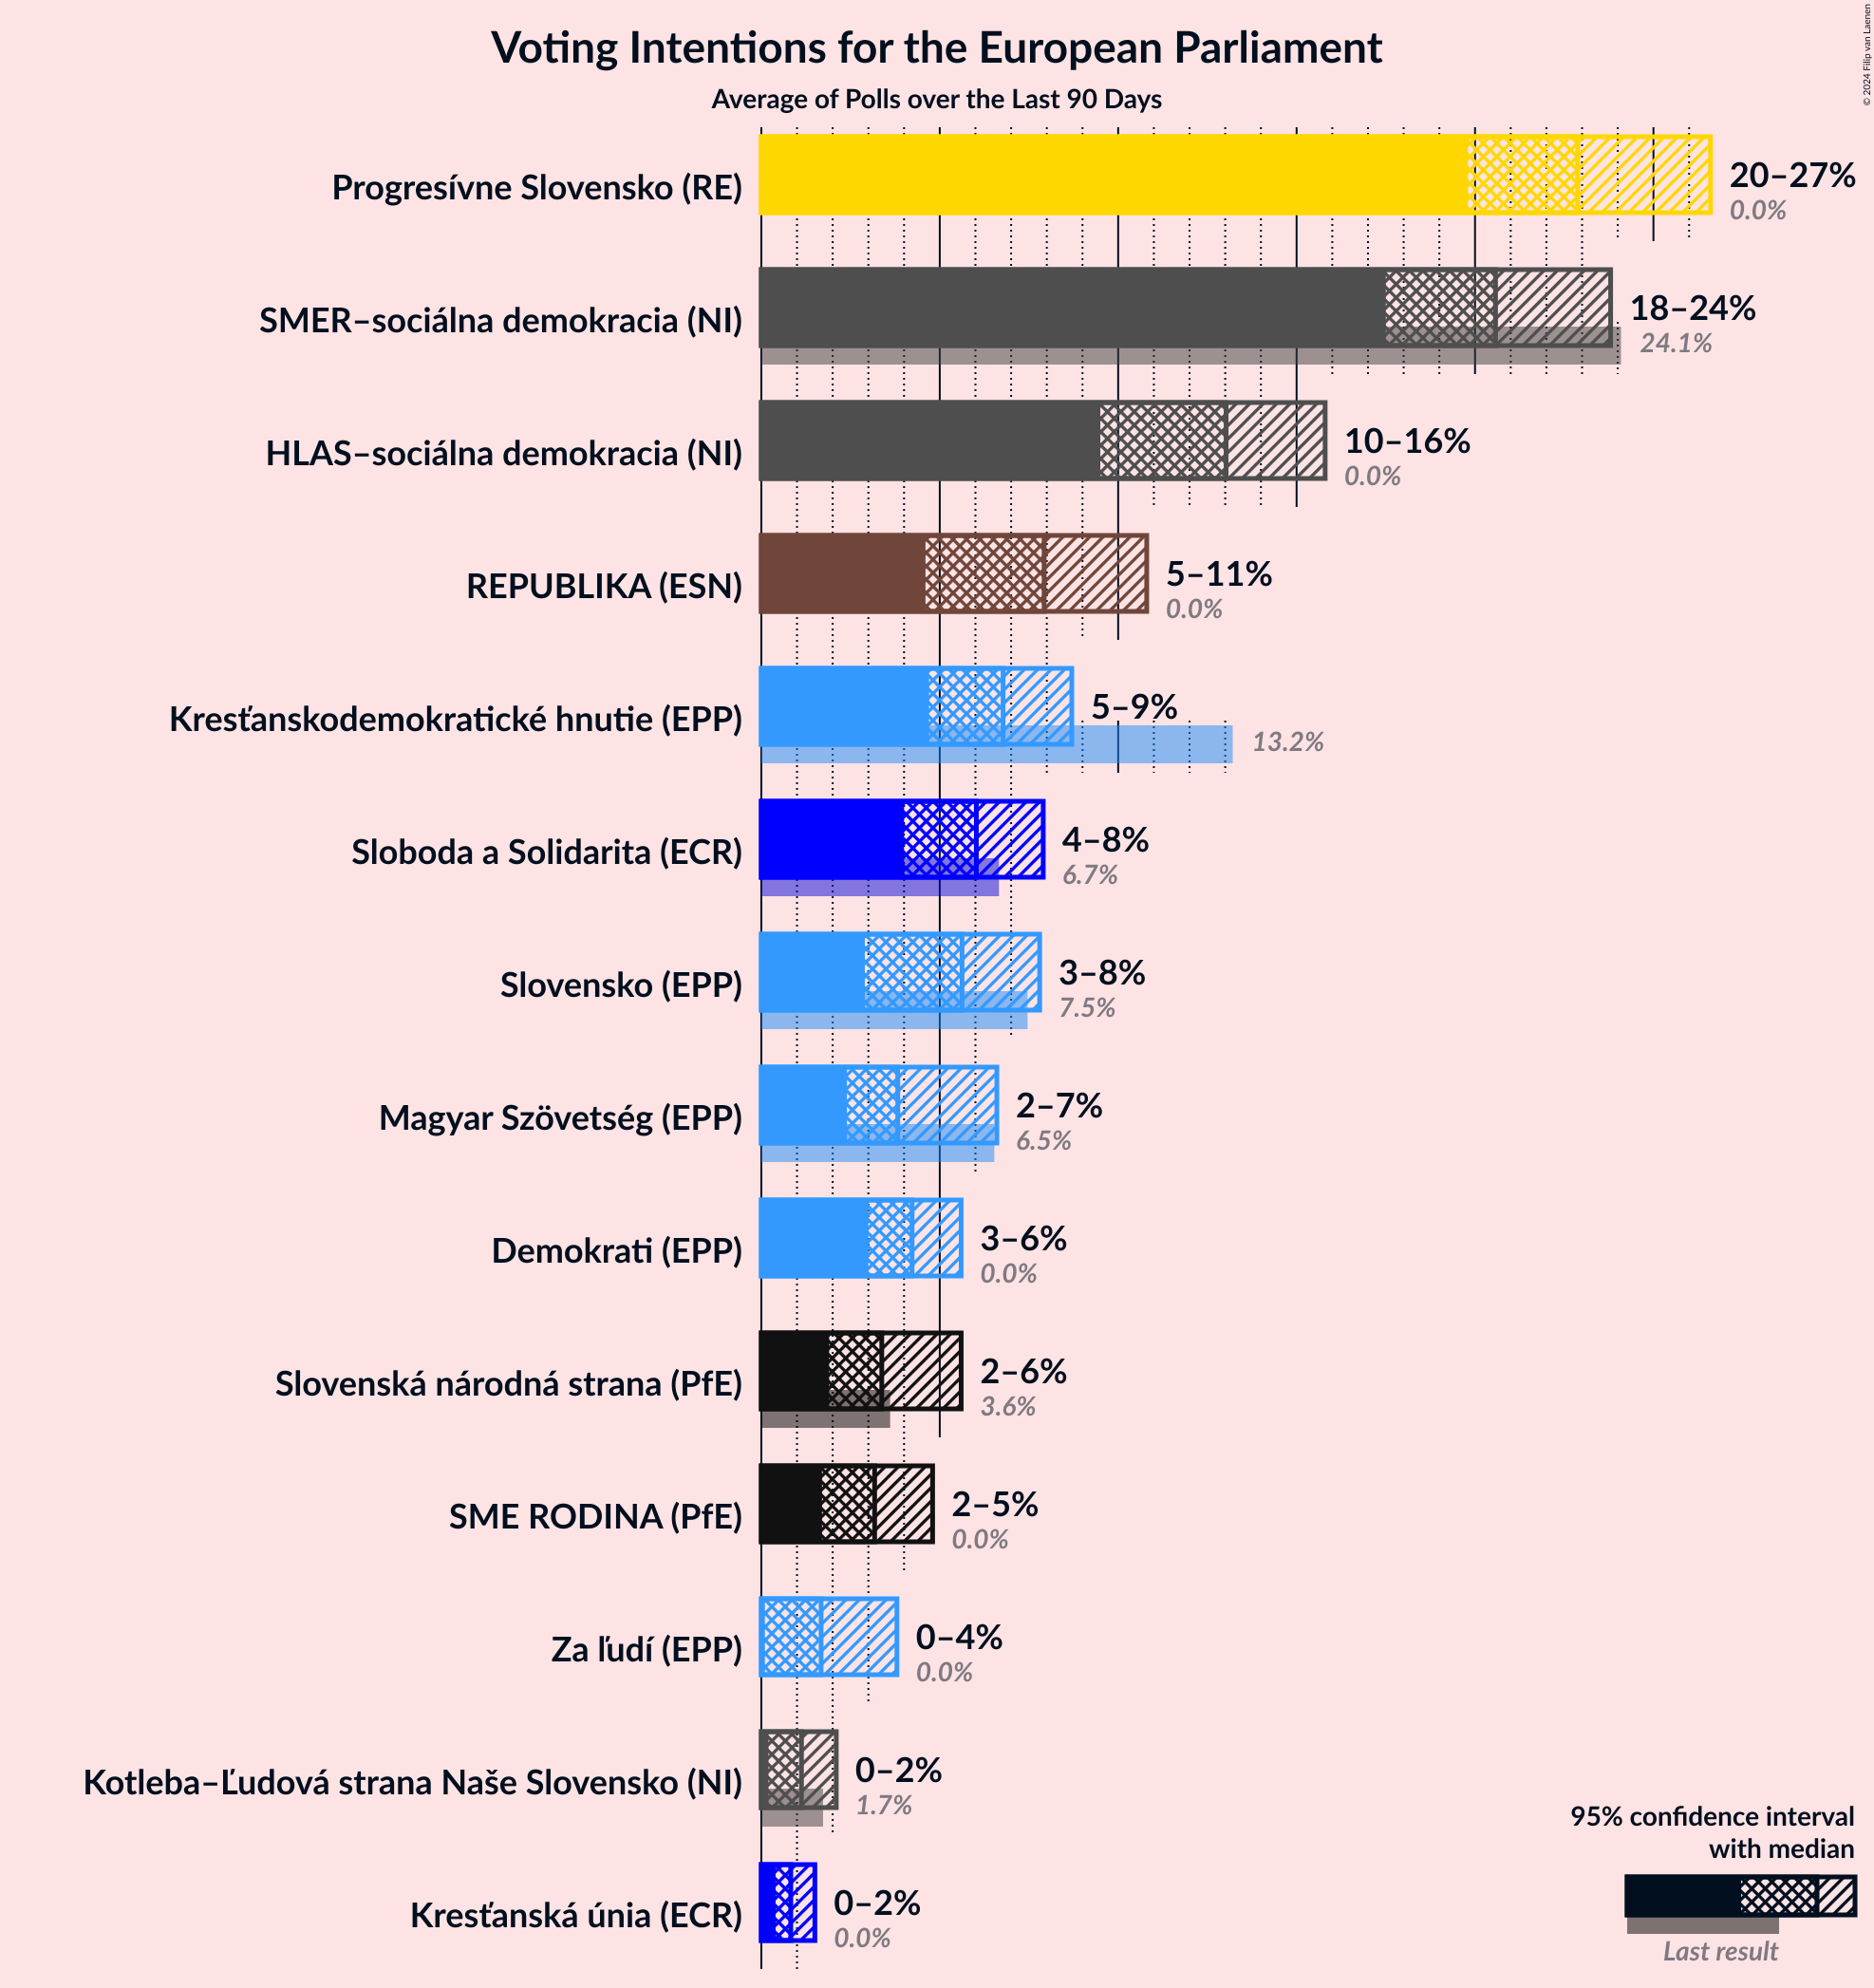 © 2024 Filip van Laenen
Voting Intentions for the European Parliament
Average of Polls over the Last 90 Days
Progresívne Slovensko (RE)
20–27%
0.0%
SMER–sociálna demokracia (NI)
18–24%
24.1%
HLAS–sociálna demokracia (NI)
10–16%
0.0%
REPUBLIKA (ESN)
5–11%
0.0%
Kresťanskodemokratické hnutie (EPP)
5–9%
13.2%
Sloboda a Solidarita (ECR)
4–8%
6.7%
Slovensko (EPP)
3–8%
7.5%
Magyar Szövetség (EPP)
2–7%
6.5%
Demokrati (EPP)
3–6%
0.0%
Slovenská národná strana (PfE)
2–6%
3.6%
SME RODINA (PfE)
2–5%
0.0%
Za ľudí (EPP)
0–4%
0.0%
Kotleba–Ľudová strana Naše Slovensko (NI)
0–2%
1.7%
Kresťanská únia (ECR)
0–2%
0.0%
95% confidence interval
with median
Last result